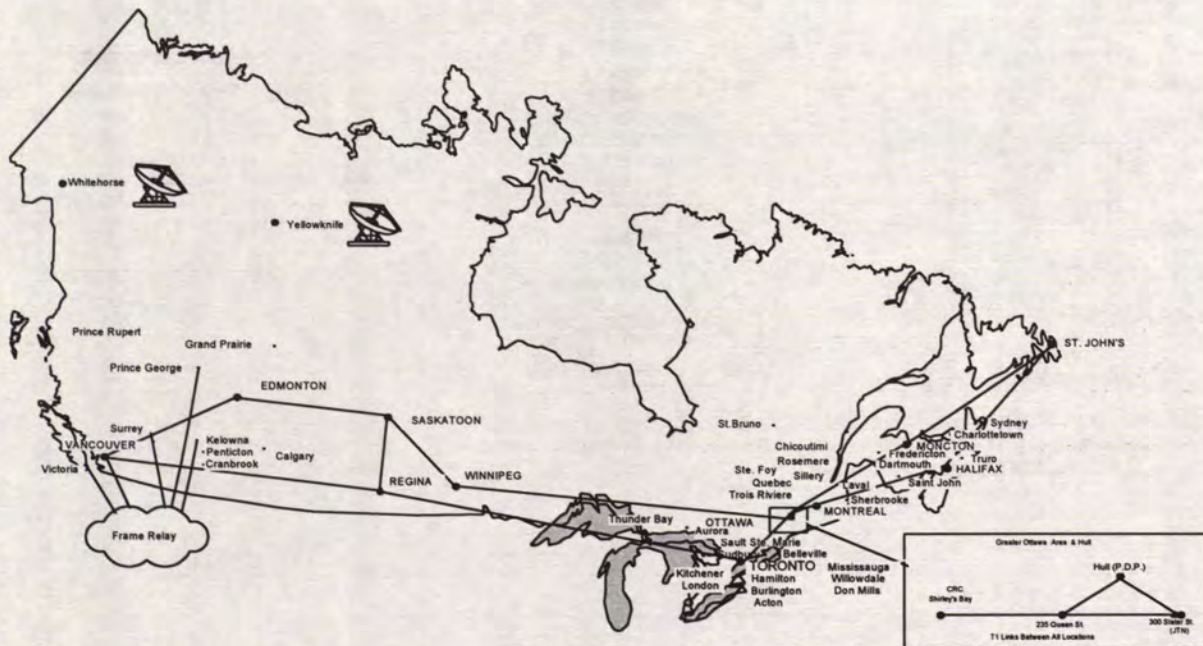 Whitehorse
Yellowknife
Prince Rupert
Grand Prairie
Prince George
EDMONTON
SASKATOON
Surrey
VANCOUVER
Victoria
Kelowna
Penticton
Cranbrook
Calgary
REGINA
WINNIPEG
Frame Relay
ST. JOHN'S
St.Bruno
Chicoutimi
Rosemere
Ste. Foy
Sillery
Quebec
Trois Riviere
Sydney
Charlottetown
MONCTON
Fredericton
Truro
Dartmouth
HALIFAX
Saint John
Laval
Sherbrooke
MONTREAL
Thunder Bay
OTTAWA
Aurora
Sault Ste. Marie
Sudbury
Belleville
TORONTO
Kitchener
London
Hamilton
Burlington
Acton
Mississauga
Willowdale
Don Mills
Greater Ottawa Area & Hull
Hull (P.D.P.)
CRC
Shirley's Bay
235 Queen St.
300 Slater St.
(JTN)
T1 Links Between All Locations